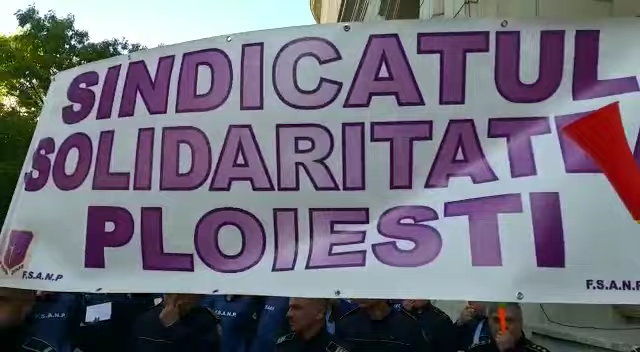 SINDICATUL
SOLIDARITATEA
PLOIESTI
F.S.A.N.P
F.S.A.N.P
F.S.A.N.P